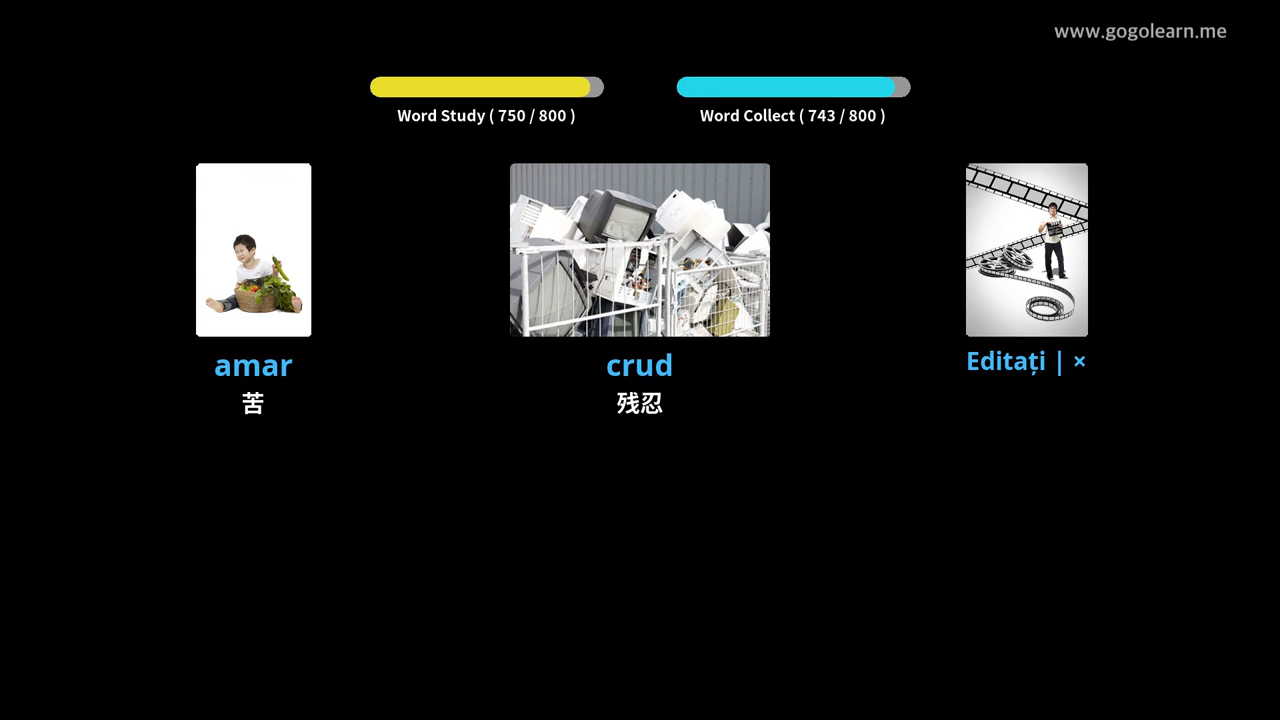 www.gogolearn.me
Word Study ( 750 / 800 )
Word Collect ( 743 / 800 )
amar
苦
crud
残忍
Editați | ×